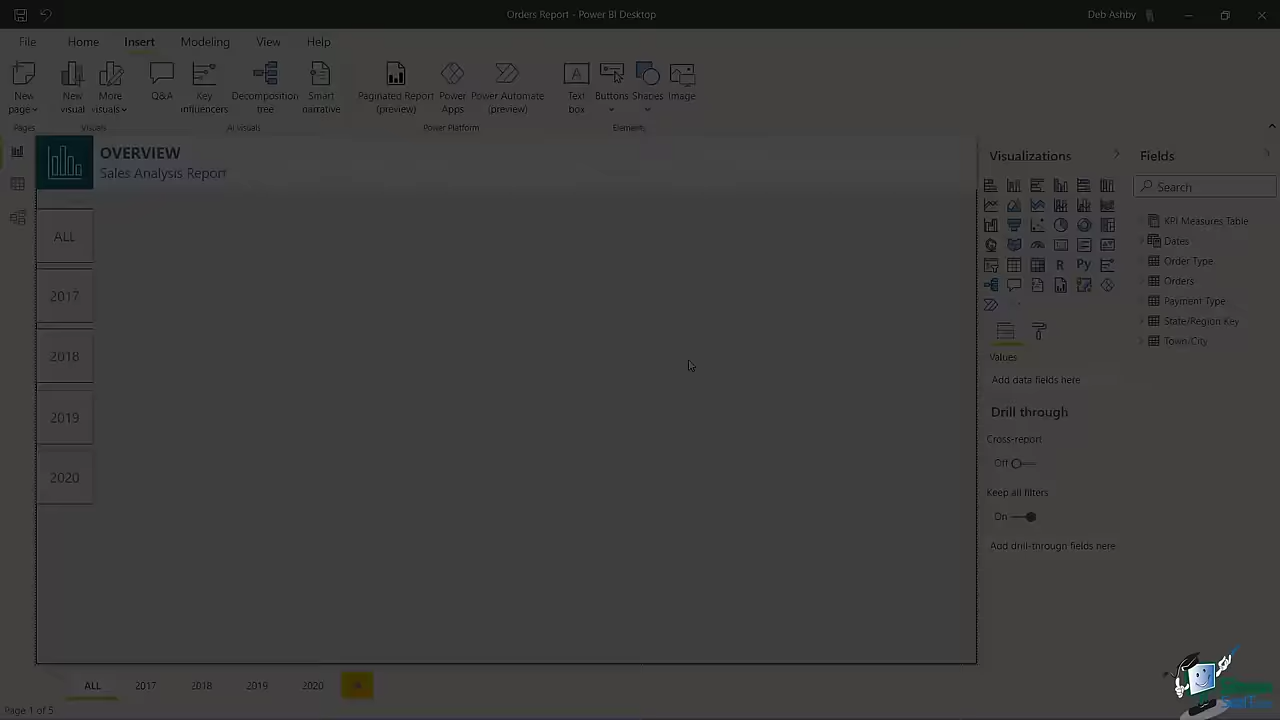 Orders Report - Power BI Desktop
Deb Ashby
File Home Insert Modeling View Help
New page
New visual
More visuals
Q&A
Key influencers
Decomposition tree
Smart narrative
Paginated Report (preview)
Power Apps
Power Automate (preview)
Text box
Buttons
Shapes
Image
Pages
Visuals
AI visuals
Power Platform
Elements
OVERVIEW
Sales Analysis Report
ALL
2017
2018
2019
2020
Visualizations
R
Py
Values
Add data fields here
Drill through
Cross-report
Off
Keep all filters
On
Add drill-through fields here
Fields
Search
KPI Measures Table
Dates
Order Type
Orders
Payment Type
State/Region Key
Town/City
ALL 2017 2018 2019 2020
Page 1 of 5